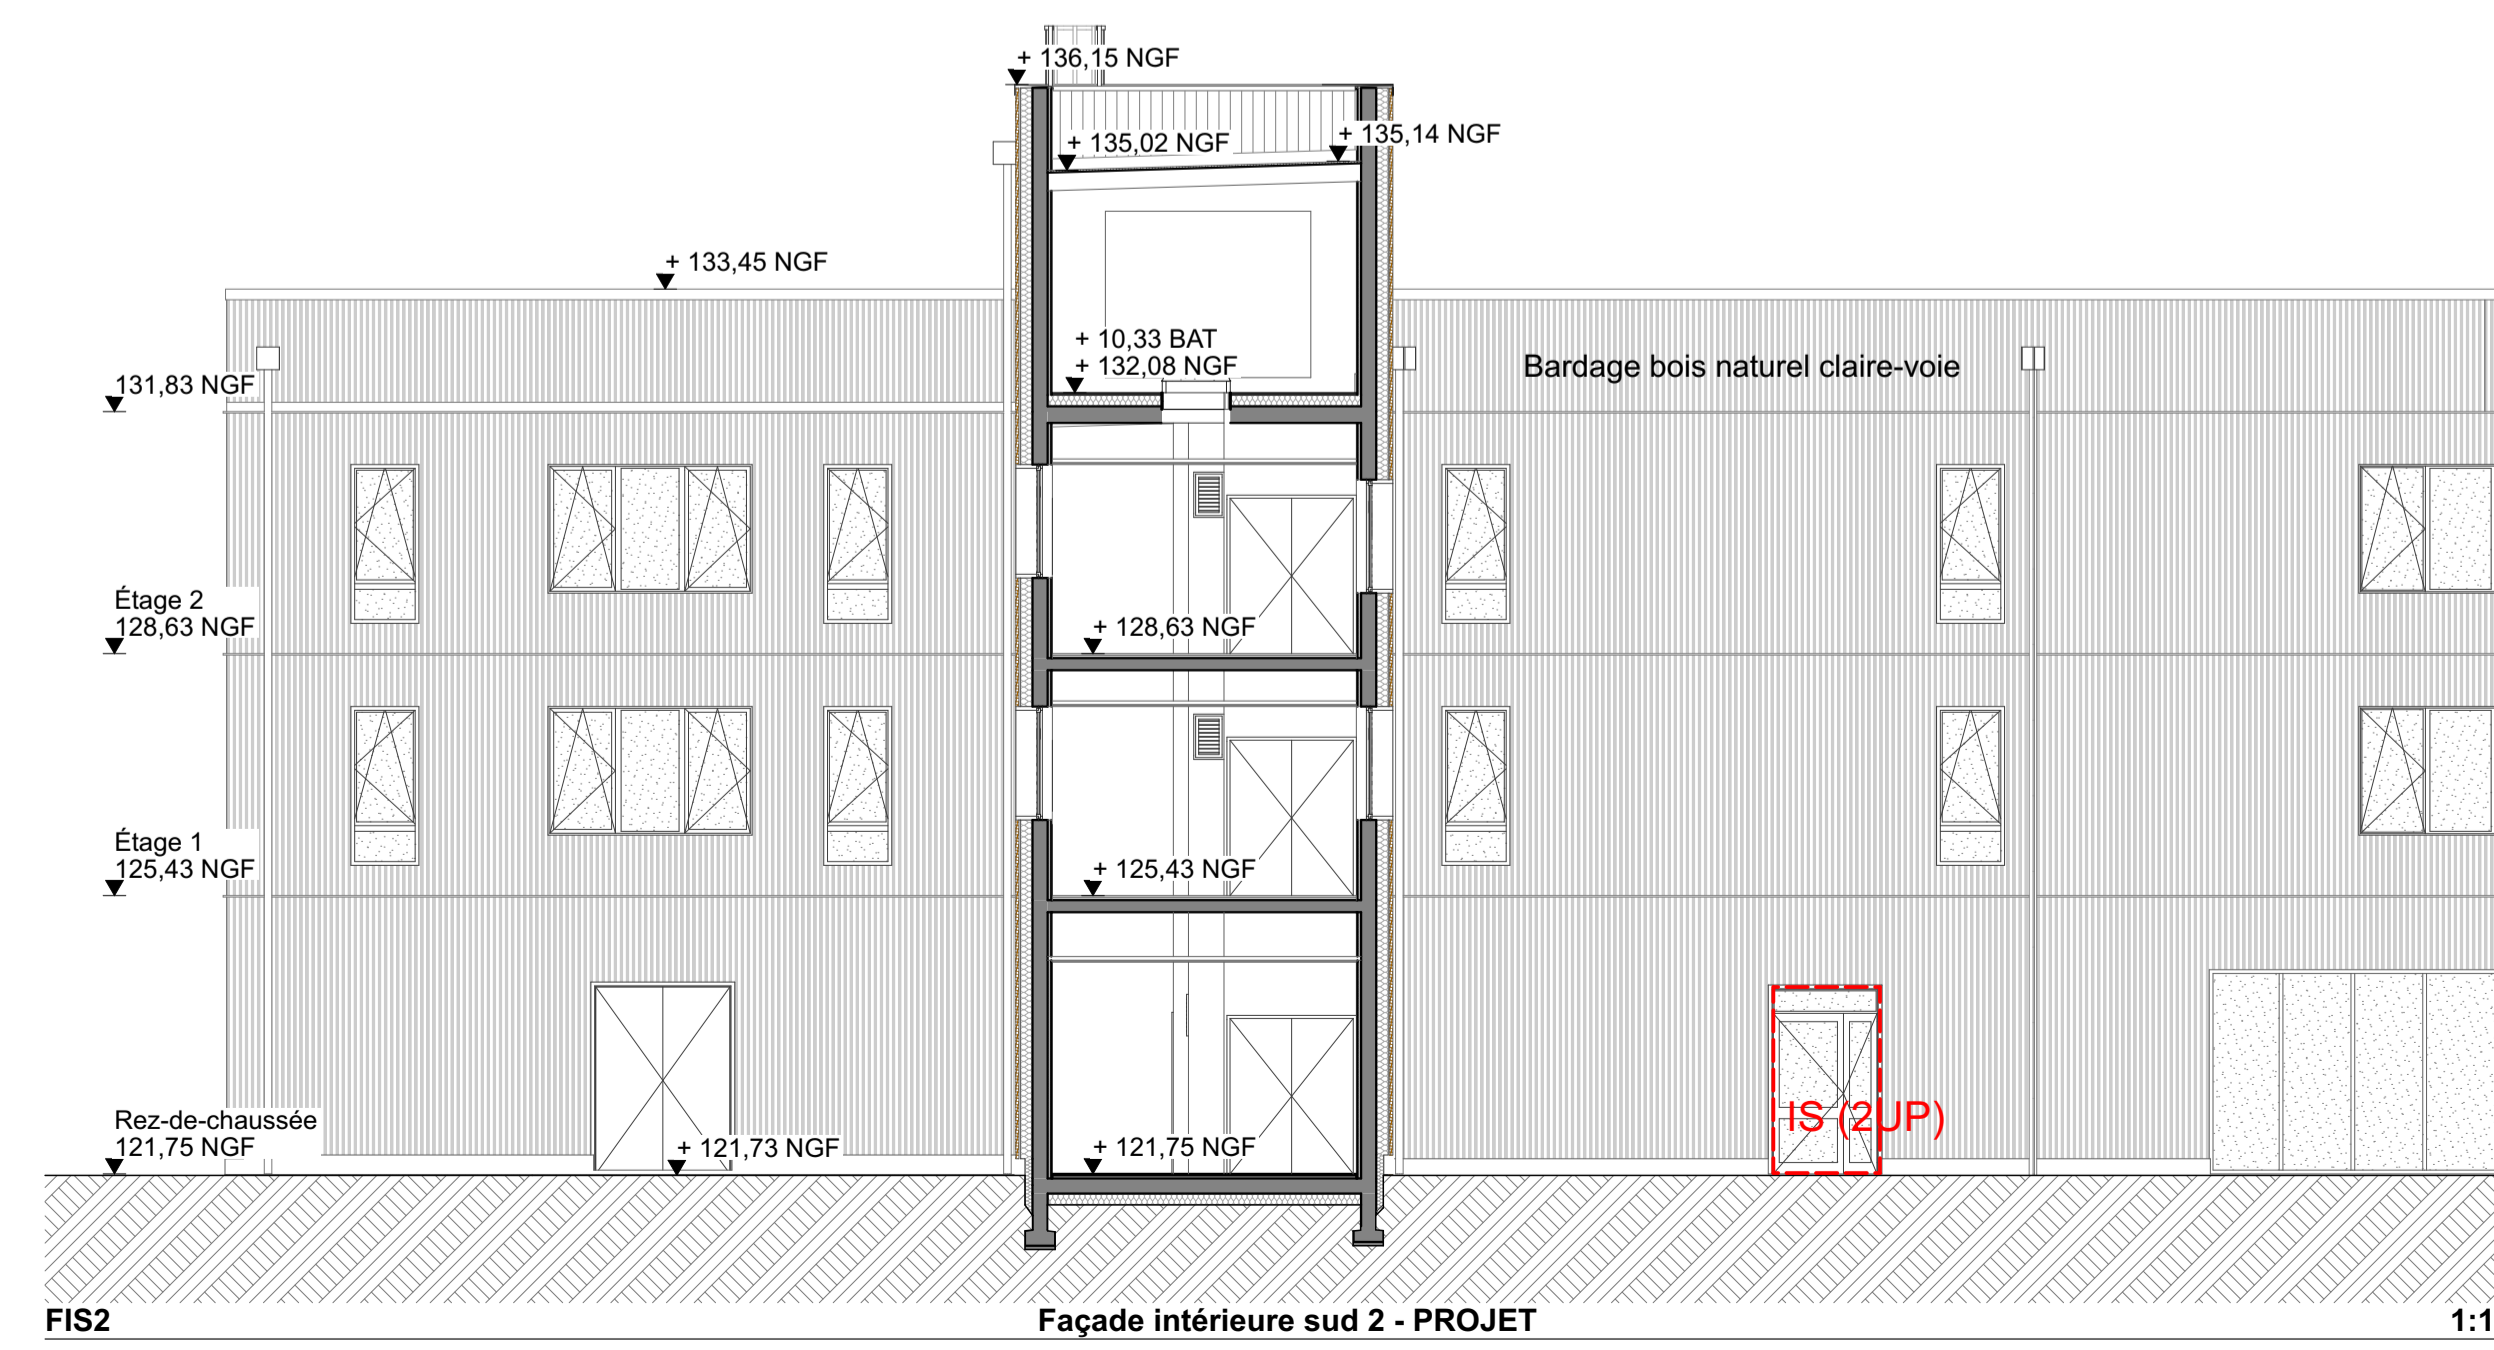 + 136,15 NGF
+ 135,02 NGF
+ 135,14 NGF
+ 133,45 NGF
+ 10,33 BAT
+ 132,08 NGF
Bardage bois naturel claire-voie
131,83 NGF
Étage 2
128,63 NGF
+ 128,63 NGF
Étage 1
125,43 NGF
+ 125,43 NGF
Rez-de-chaussée
121,75 NGF
+ 121,73 NGF
+ 121,75 NGF
IS (2UP)
FIS2
Façade intérieure sud 2 - PROJET
1:1